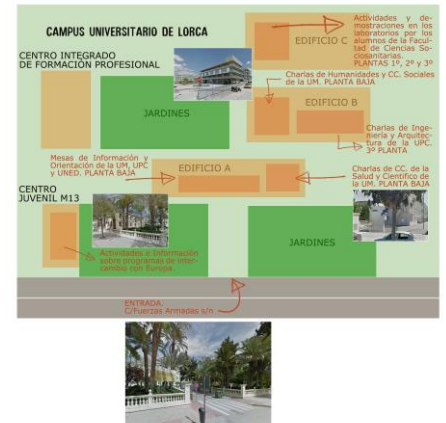 CAMPUS UNIVERSITARIO DE LORCA
CENTRO INTEGRADO
DE FORMACIÓN PROFESIONAL
EDIFICIO C
Actividades y de-
mostraciones en los
laboratorios por los
alumnos de la Facul-
tad de Ciencias So-
ciosanitarias.
PLANTAS 1º, 2º y 3º
Charlas de Humanidades y CC. Sociales
de la UM. PLANTA BAJA
JARDINES
EDIFICIO B
Charlas de Inge-
niería y Arquitec-
tura de la UPC.
3º PLANTA
Mesas de Información y
Orientación de la UM, UPC
y UNED. PLANTA BAJA
EDIFICIO A
Charlas de CC. de la
Salud y Científico de
la UM. PLANTA BAJA
CENTRO
JUVENIL M13
JARDINES
Actividades e Información
sobre programas de inter-
cambio con Europa.
ENTRADA.
C/Fuerzas Armadas s/n